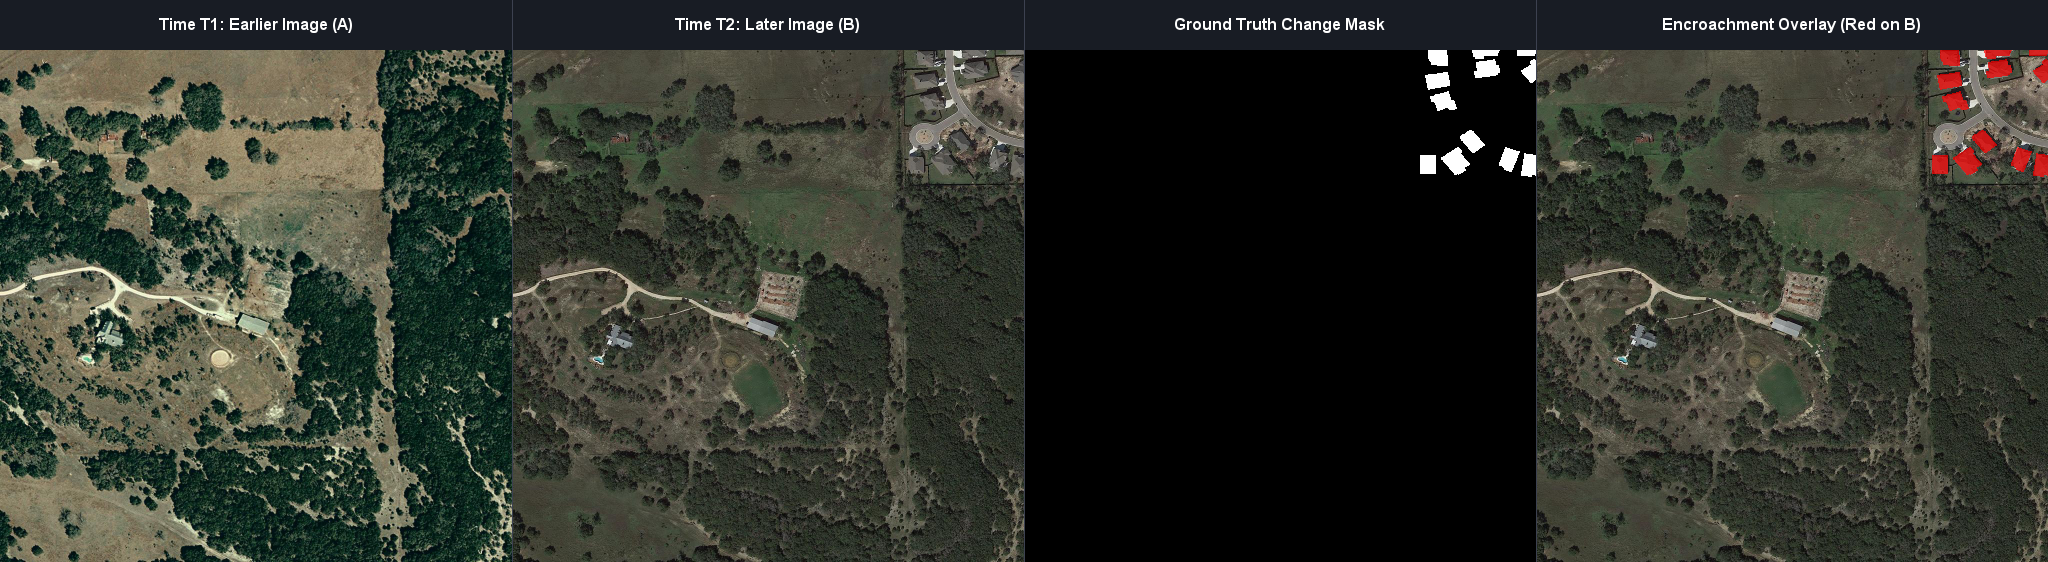 Time T1: Earlier Image (A)
Time T2: Later Image (B)
Ground Truth Change Mask
Encroachment Overlay (Red on B)